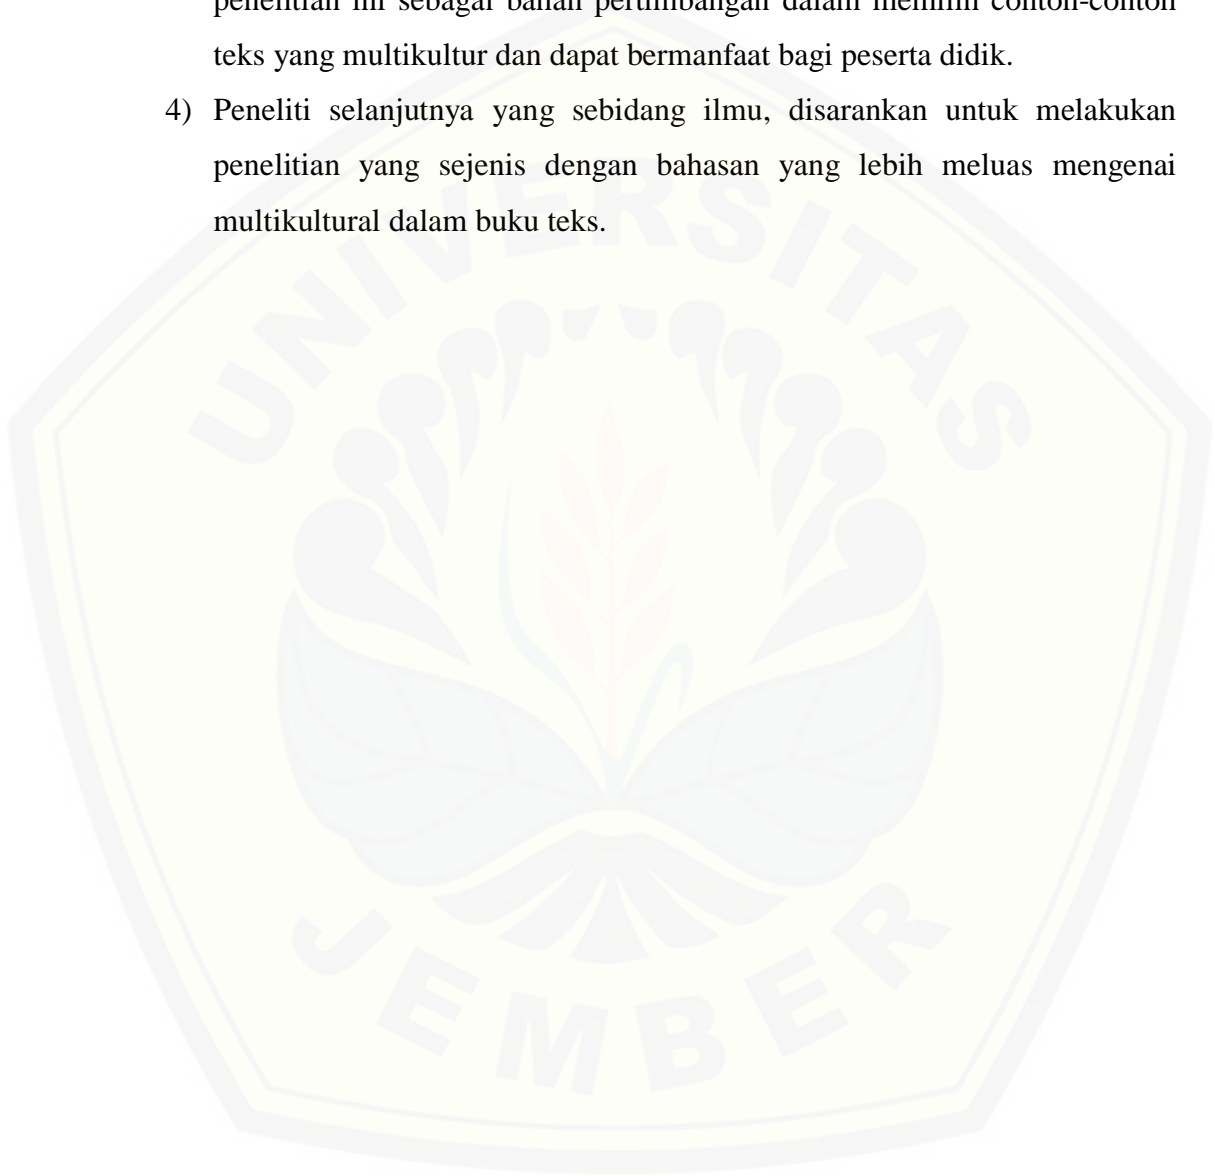 penelitian ini sebagai bahan pertimbangan dalam memilih contoh-contoh
teks yang multikultur dan dapat bermanfaat bagi peserta didik.
4) Peneliti selanjutnya yang sebidang ilmu, disarankan untuk melakukan
penelitian yang sejenis dengan bahasan yang lebih meluas mengenai
multikultural dalam buku teks.
UNIVERSITAS
JEMBER